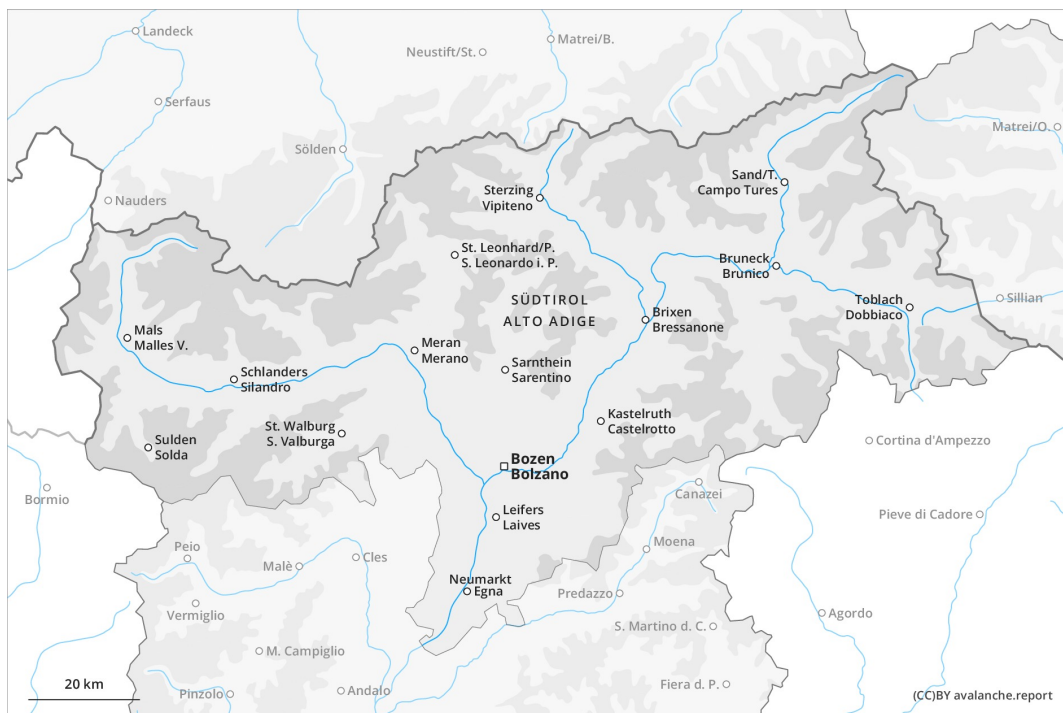 Landeck
Neustift/St.
Matrei/B.
Serfaus
Matrei/O.
Sölden
Nauders
Sterzing
Vipiteno
Sand/T.
Campo Tures
St. Leonhard/P.
S. Leonardo i. P.
Bruneck
Brunico
SÜDTIROL
ALTO ADIGE
Toblach
Dobbiaco
Sillian
Brixen
Bressanone
Mals
Malles V.
Meran
Merano
Sarnthein
Sarentino
Schlanders
Silandro
Kastelruth
Castelrotto
St. Walburg
S. Valburga
Sulden
Solda
Cortina d'Ampezzo
Bozen
Bolzano
Bormio
Canazei
Leifers
Laives
Pieve di Cadore
Peio
Malè
Cles
Moena
Neumarkt
Egna
Predazzo
Vermiglio
Agordo
S. Martino d. C.
M. Campiglio
20 km
Pinzolo
Andalo
Fiera d. P.
(CC)BY avalanche.report